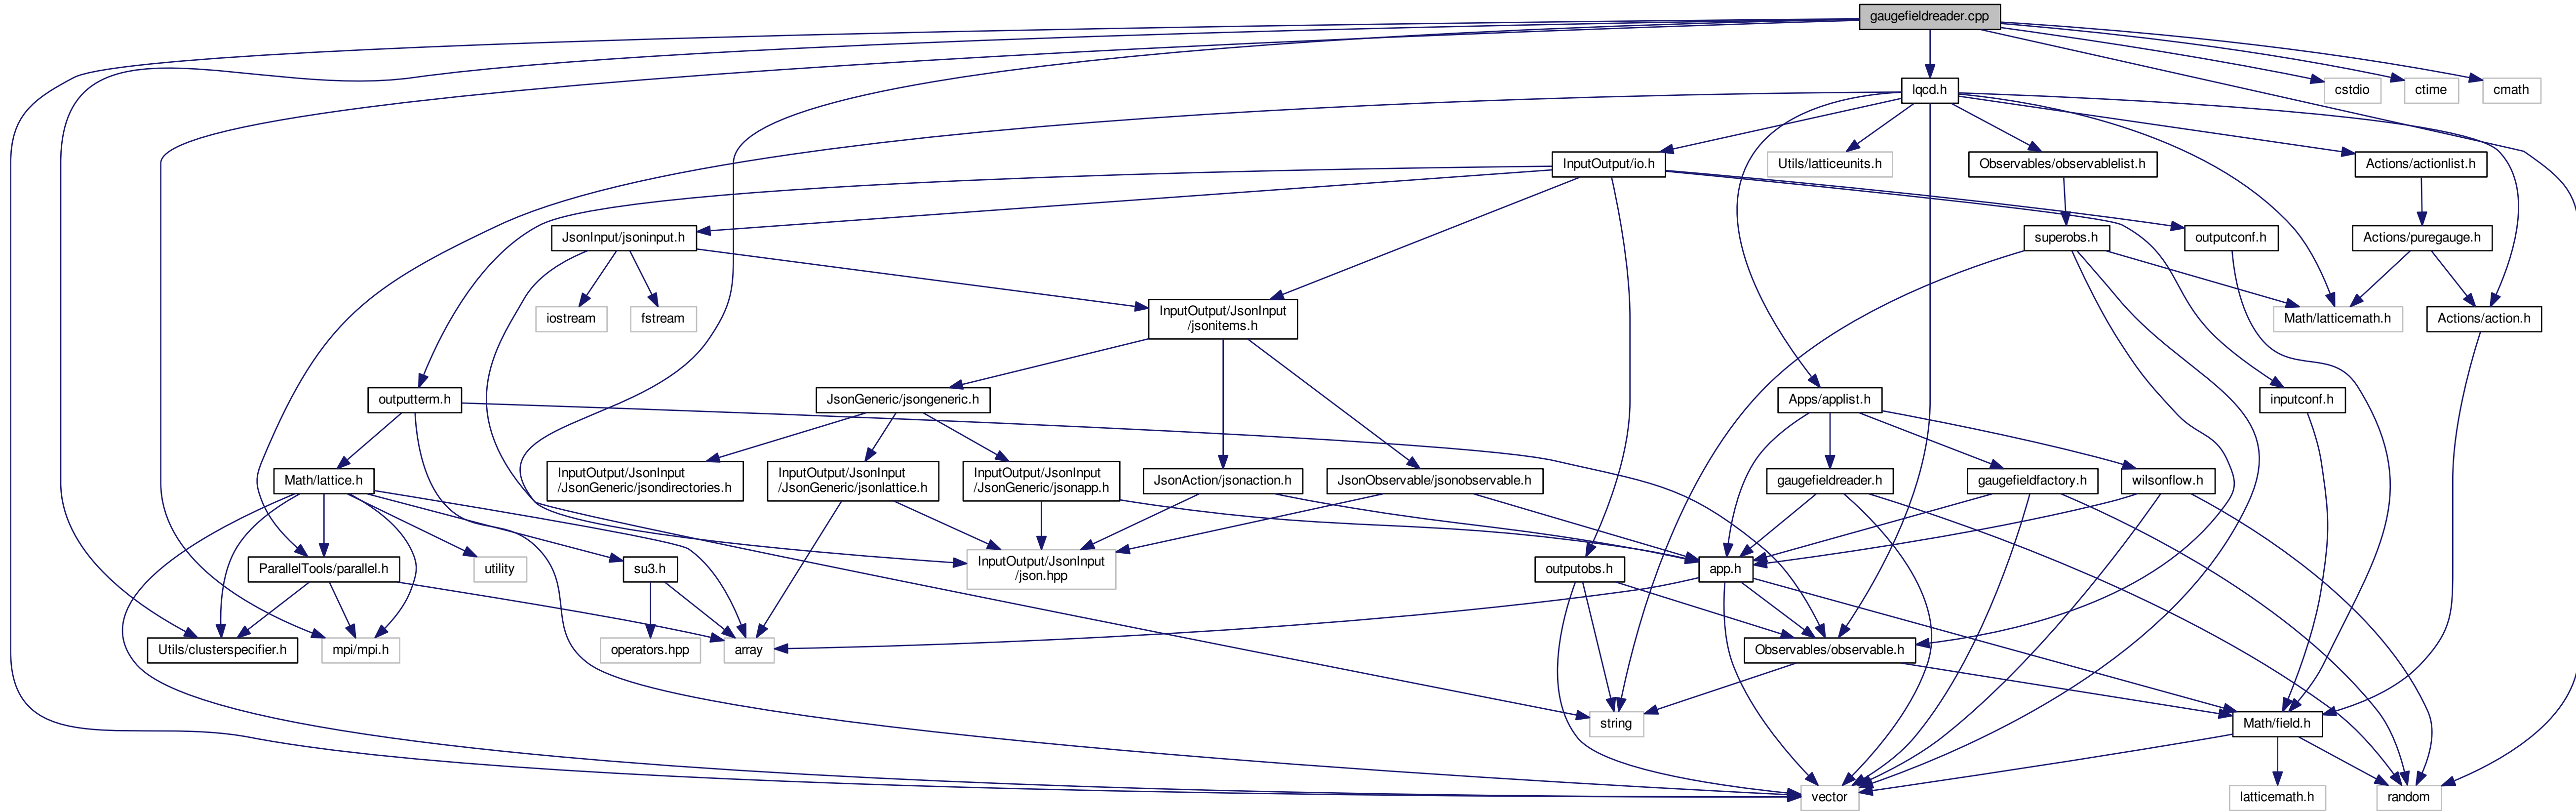 gaugefieldreader.cpp
lqcd.h
cstdio
ctime
cmath
InputOutput/io.h
Utils/latticeunits.h
Observables/observablelist.h
Actions/actionlist.h
JsonInput/jsoninput.h
superobs.h
outputconf.h
Actions/puregauge.h
iostream
fstream
InputOutput/JsonInput
/jsonitems.h
Math/latticemath.h
Actions/action.h
outputterm.h
JsonGeneric/jsongeneric.h
Apps/applist.h
inputconf.h
Math/lattice.h
InputOutput/JsonInput
/JsonGeneric/jsondirectories.h
InputOutput/JsonInput
/JsonGeneric/jsonlattice.h
InputOutput/JsonInput
/JsonGeneric/jsonapp.h
JsonAction/jsonaction.h
JsonObservable/jsonobservable.h
gaugefieldreader.h
gaugefieldfactory.h
wilsonflow.h
ParallelTools/parallel.h
utility
su3.h
InputOutput/JsonInput
/json.hpp
outputobs.h
app.h
Utils/clusterspecifier.h
mpi/mpi.h
operators.hpp
array
Observables/observable.h
string
Math/field.h
vector
latticemath.h
random